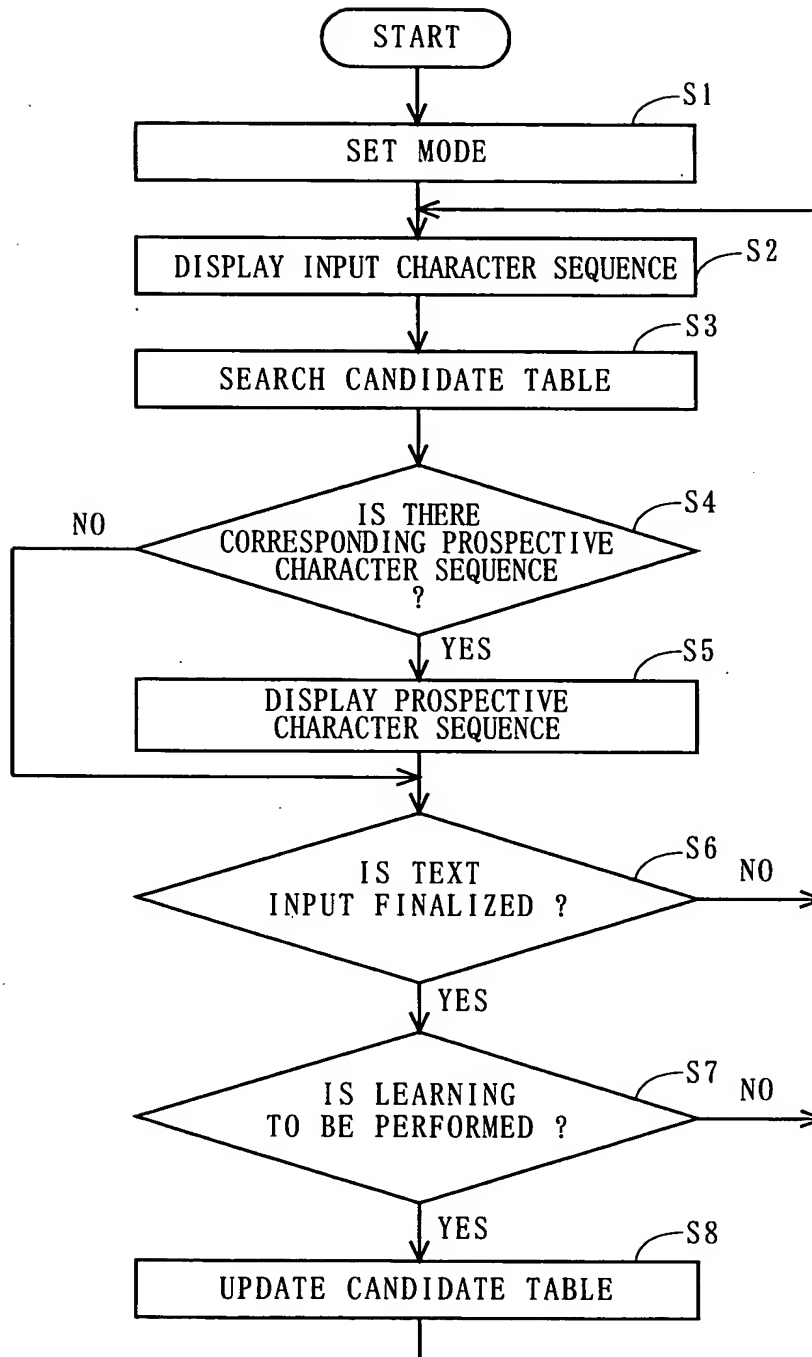 START
S1
SET MODE
DISPLAY INPUT CHARACTER SEQUENCE
S2
S3
SEARCH CANDIDATE TABLE
NO
IS THERE
CORRESPONDING PROSPECTIVE
CHARACTER SEQUENCE
?
S4
YES
S5
DISPLAY PROSPECTIVE
CHARACTER SEQUENCE
S6
IS TEXT
INPUT FINALIZED ?
NO
YES
S7
IS LEARNING
TO BE PERFORMED ?
NO
YES
S8
UPDATE CANDIDATE TABLE